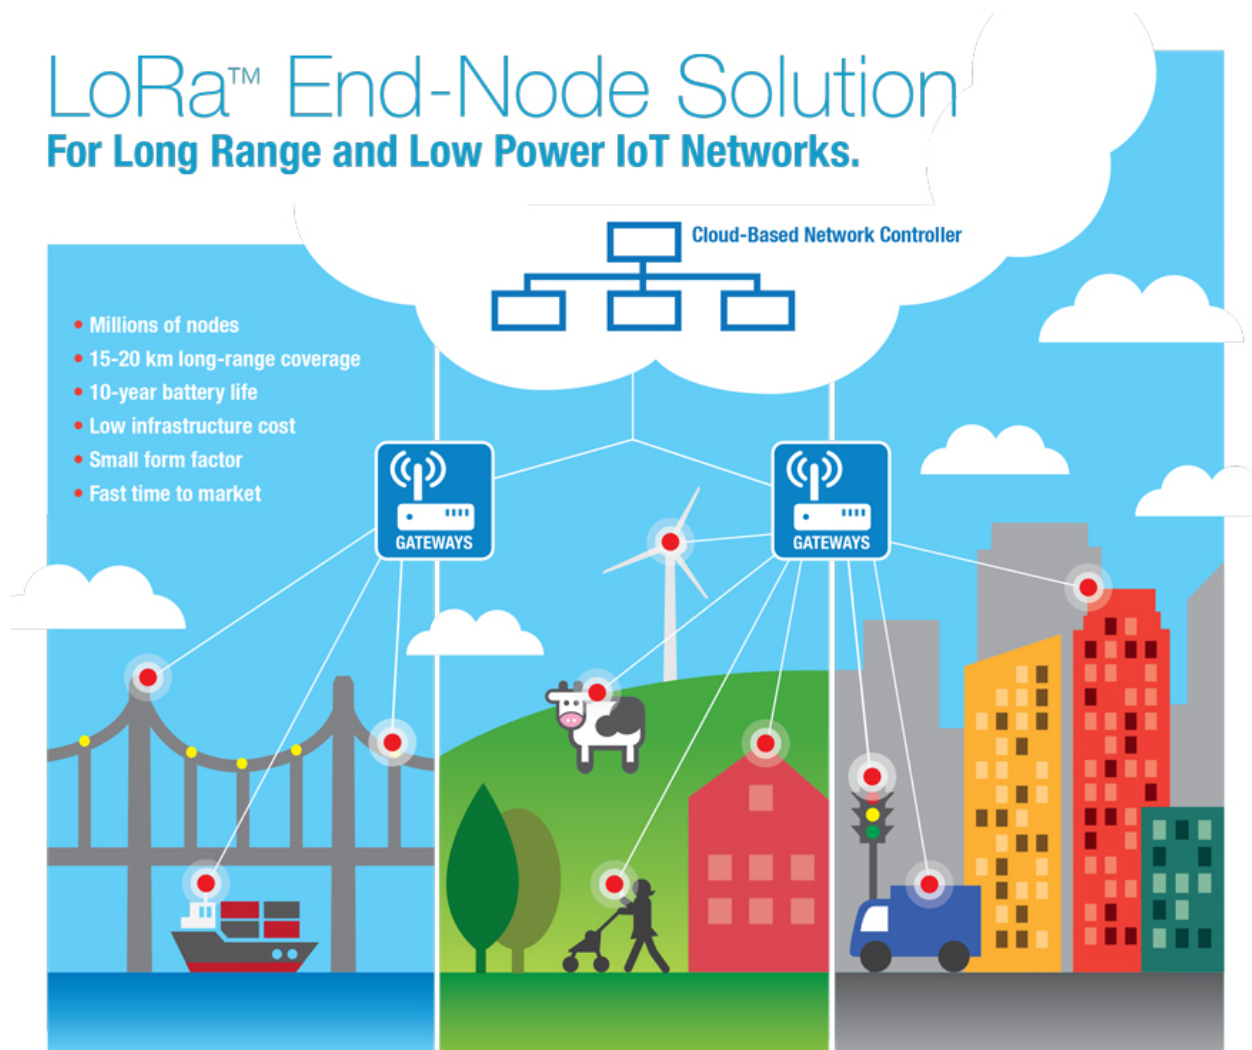 LoRa™ End-Node Solution
For Long Range and Low Power IoT Networks.
Cloud-Based Network Controller
• Millions of nodes
• 15-20 km long-range coverage
• 10-year battery life
• Low infrastructure cost
• Small form factor
• Fast time to market
GATEWAYS
GATEWAYS